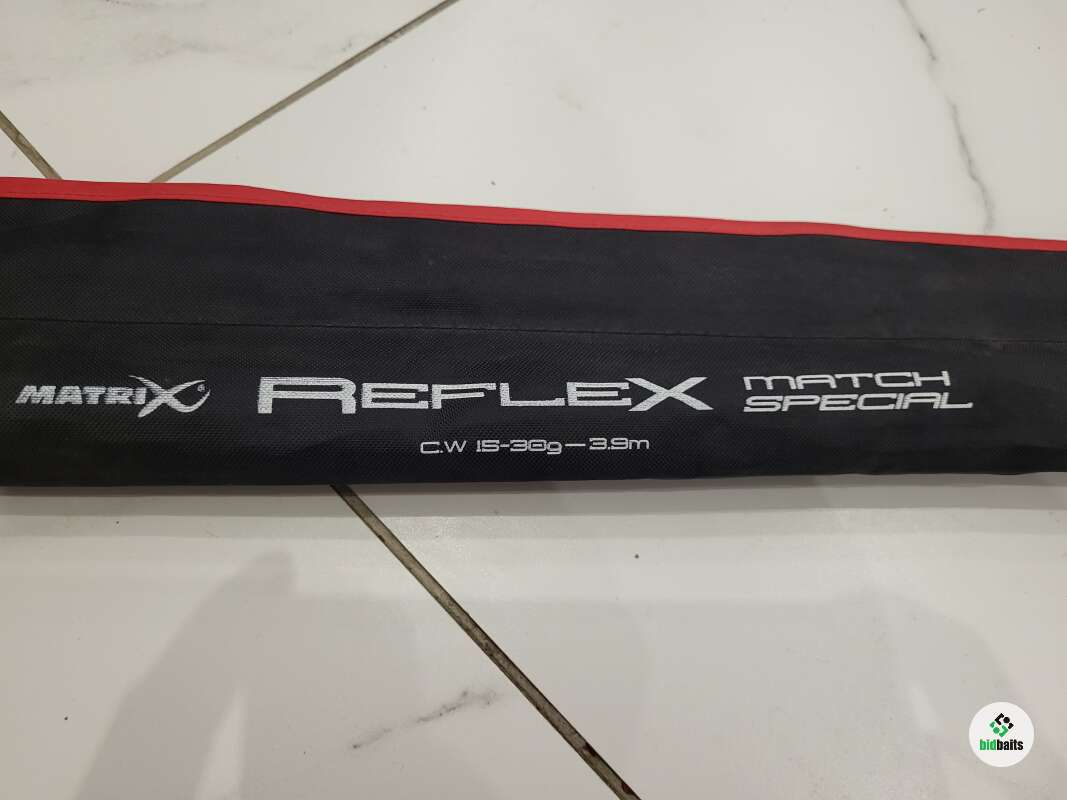 MATRIX® REFLEX MATCH SPECIAL
C.W 15-30g — 3.9m
bidbaits